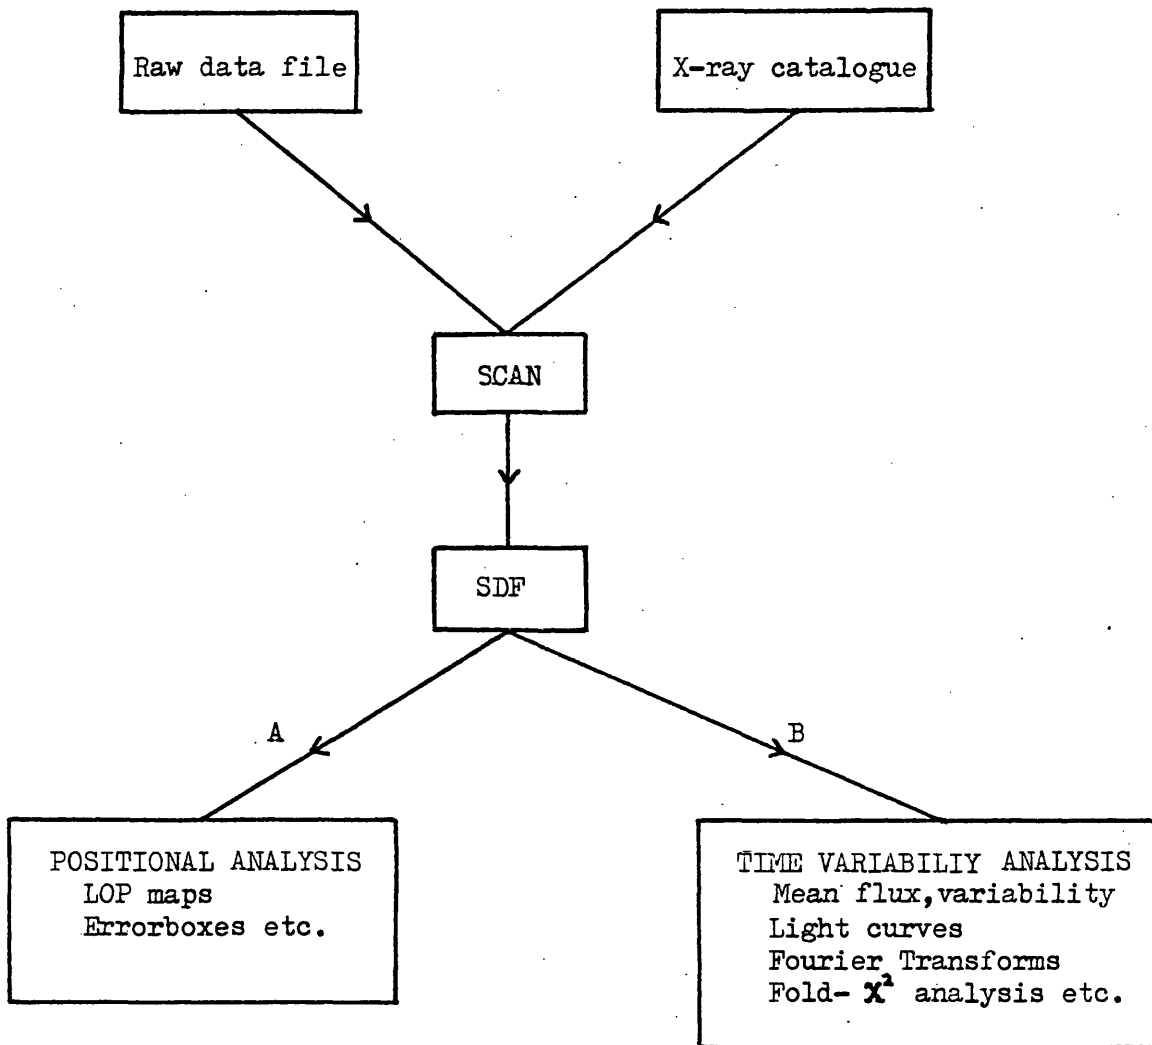 Raw data file
X-ray catalogue
SCAN
SDF
A
B
POSITIONAL ANALYSIS
LOP maps
Errorboxes etc.
TIME VARIABILIY ANALYSIS
Mean flux,variability
Light curves
Fourier Transforms
Fold- χ² analysis etc.